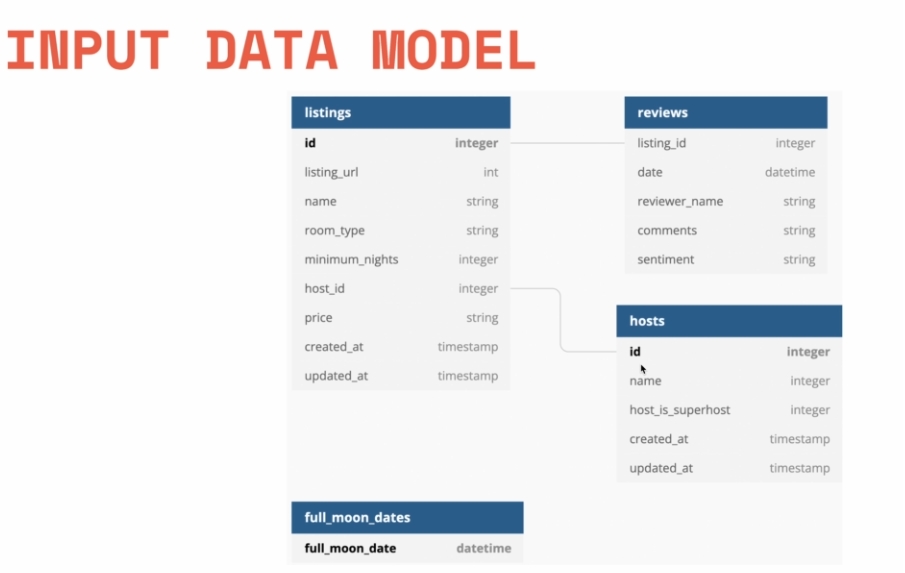 INPUT DATA MODEL
listings
id integer
listing_url int
name string
room_type string
minimum_nights integer
host_id integer
price string
created_at timestamp
updated_at timestamp
reviews
listing_id integer
date datetime
reviewer_name string
comments string
sentiment string
hosts
id integer
name integer
host_is_superhost integer
created_at timestamp
updated_at timestamp
full_moon_dates
full_moon_date datetime